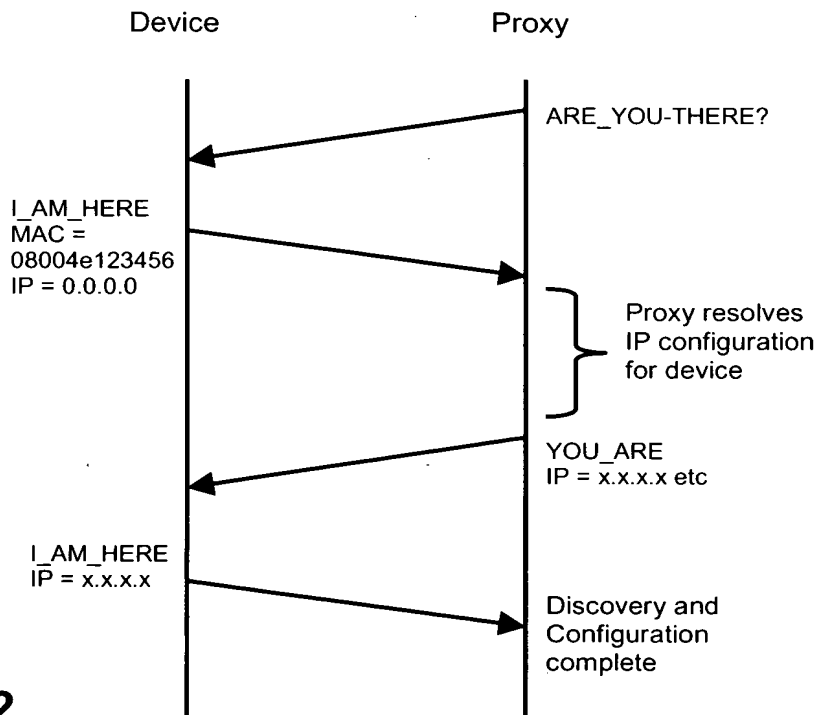 Device
Proxy
ARE_YOU-THERE?
I_AM_HERE
MAC =
08004e123456
IP = 0.0.0.0
Proxy resolves
IP configuration
for device
YOU_ARE
IP = x.x.x.x etc
I_AM_HERE
IP = x.x.x.x
Discovery and
Configuration
complete
2